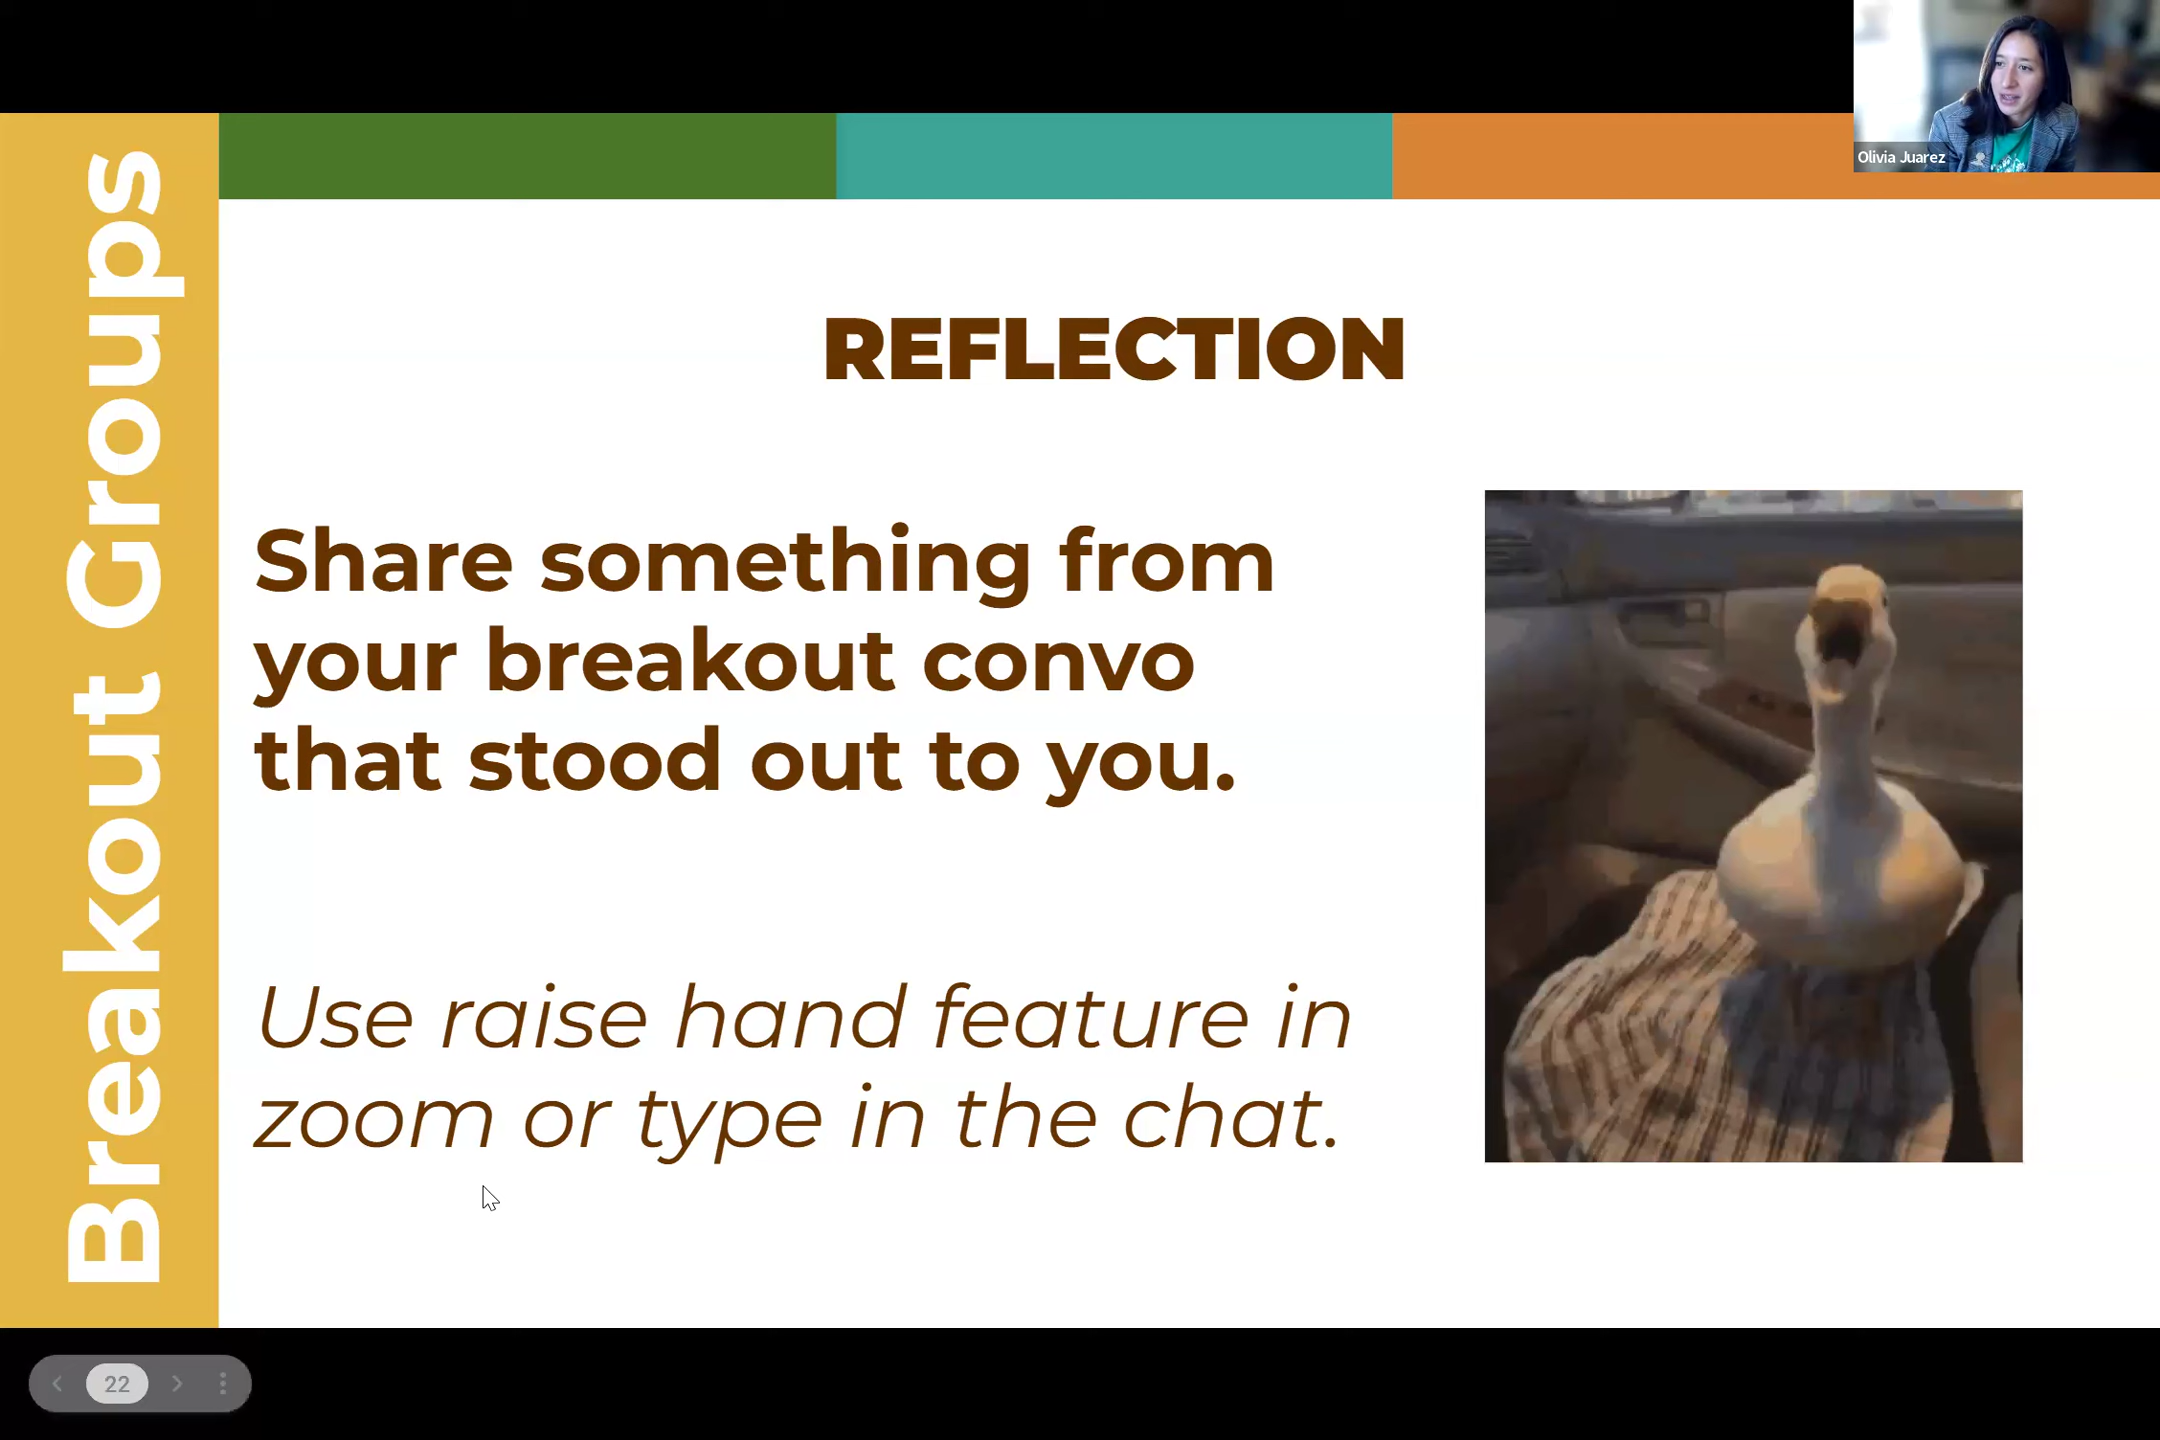 Olivia Juarez
Breakout Groups
REFLECTION
Share something from
your breakout convo
that stood out to you.
Use raise hand feature in
zoom or type in the chat.
22